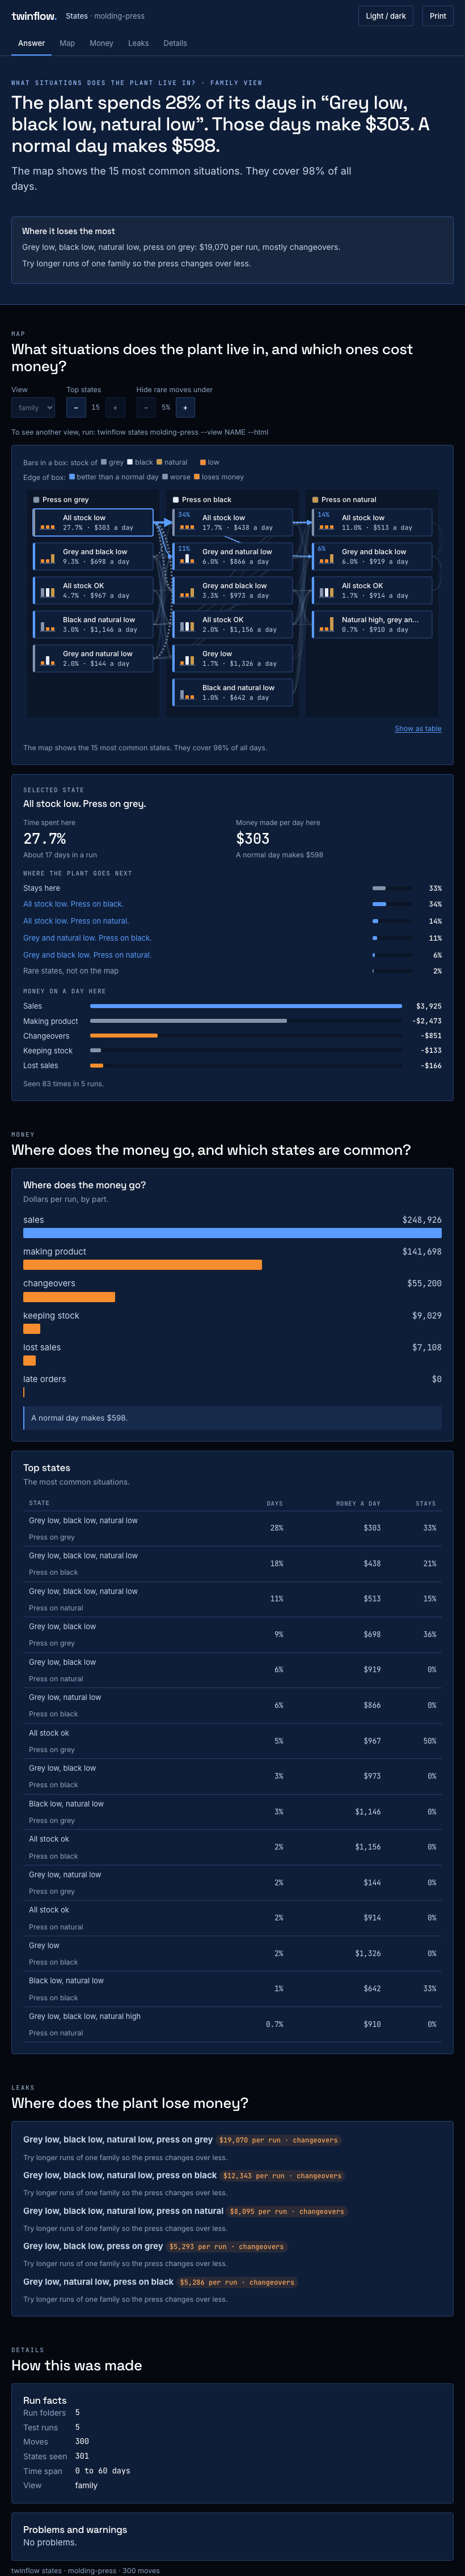 twinflow. States · molding-press Light / dark Print
Answer Map Money Leaks Details
WHAT SITUATIONS DOES THE PLANT LIVE IN? · FAMILY VIEW
The plant spends 28% of its days in “Grey low,
black low, natural low”. Those days make $303. A
normal day makes $598.
The map shows the 15 most common situations. They cover 98% of all
days.
Where it loses the most
Grey low, black low, natural low, press on grey: $19,070 per run, mostly changeovers.
Try longer runs of one family so the press changes over less.
MAP
What situations does the plant live in, and which ones cost
money?
View Top states Hide rare moves under
family − 15 + − 5% +
To see another view, run: twinflow states molding-press --view NAME --html
Bars in a box: stock of grey black natural low
Edge of box: better than a normal day worse loses money
Press on grey
All stock low
27.7% · $303 a day
Grey and black low
9.3% · $698 a day
All stock OK
4.7% · $967 a day
Black and natural low
3.0% · $1,146 a day
Grey and natural low
2.0% · $144 a day
Press on black
34%
All stock low
17.7% · $438 a day
11%
Grey and natural low
6.0% · $866 a day
Grey and black low
3.3% · $973 a day
All stock OK
2.0% · $1,156 a day
Grey low
1.7% · $1,326 a day
Black and natural low
1.0% · $642 a day
Press on natural
14%
All stock low
11.0% · $513 a day
6%
Grey and black low
6.0% · $919 a day
All stock OK
1.7% · $914 a day
Natural high, grey an...
0.7% · $910 a day
Show as table
The map shows the 15 most common states. They cover 98% of all days.
SELECTED STATE
All stock low. Press on grey.
Time spent here Money made per day here
27.7% $303
About 17 days in a run A normal day makes $598
WHERE THE PLANT GOES NEXT
Stays here 33%
All stock low. Press on black. 34%
All stock low. Press on natural. 14%
Grey and natural low. Press on black. 11%
Grey and black low. Press on natural. 6%
Rare states, not on the map 2%
MONEY ON A DAY HERE
Sales $3,925
Making product -$2,473
Changeovers -$851
Keeping stock -$133
Lost sales -$166
Seen 83 times in 5 runs.
MONEY
Where does the money go, and which states are common?
Where does the money go?
Dollars per run, by part.
sales $248,926
making product $141,698
changeovers $55,200
keeping stock $9,029
lost sales $7,108
late orders $0
A normal day makes $598.
Top states
The most common situations.
STATE DAYS MONEY A DAY STAYS
Grey low, black low, natural low
Press on grey 28% $303 33%
Grey low, black low, natural low
Press on black 18% $438 21%
Grey low, black low, natural low
Press on natural 11% $513 15%
Grey low, black low
Press on grey 9% $698 36%
Grey low, black low
Press on natural 6% $919 0%
Grey low, natural low
Press on black 6% $866 0%
All stock ok
Press on grey 5% $967 50%
Grey low, black low
Press on black 3% $973 0%
Black low, natural low
Press on grey 3% $1,146 0%
All stock ok
Press on black 2% $1,156 0%
Grey low, natural low
Press on grey 2% $144 0%
All stock ok
Press on natural 2% $914 0%
Grey low
Press on black 2% $1,326 0%
Black low, natural low
Press on black 1% $642 33%
Grey low, black low, natural high
Press on natural 0.7% $910 0%
LEAKS
Where does the plant lose money?
Grey low, black low, natural low, press on grey $19,070 per run · changeovers
Try longer runs of one family so the press changes over less.
Grey low, black low, natural low, press on black $12,343 per run · changeovers
Try longer runs of one family so the press changes over less.
Grey low, black low, natural low, press on natural $8,095 per run · changeovers
Try longer runs of one family so the press changes over less.
Grey low, black low, press on grey $5,293 per run · changeovers
Try longer runs of one family so the press changes over less.
Grey low, natural low, press on black $5,286 per run · changeovers
Try longer runs of one family so the press changes over less.
DETAILS
How this was made
Run facts
Run folders 5
Test runs 5
Moves 300
States seen 301
Time span 0 to 60 days
View family
Problems and warnings
No problems.
twinflow states · molding-press · 300 moves